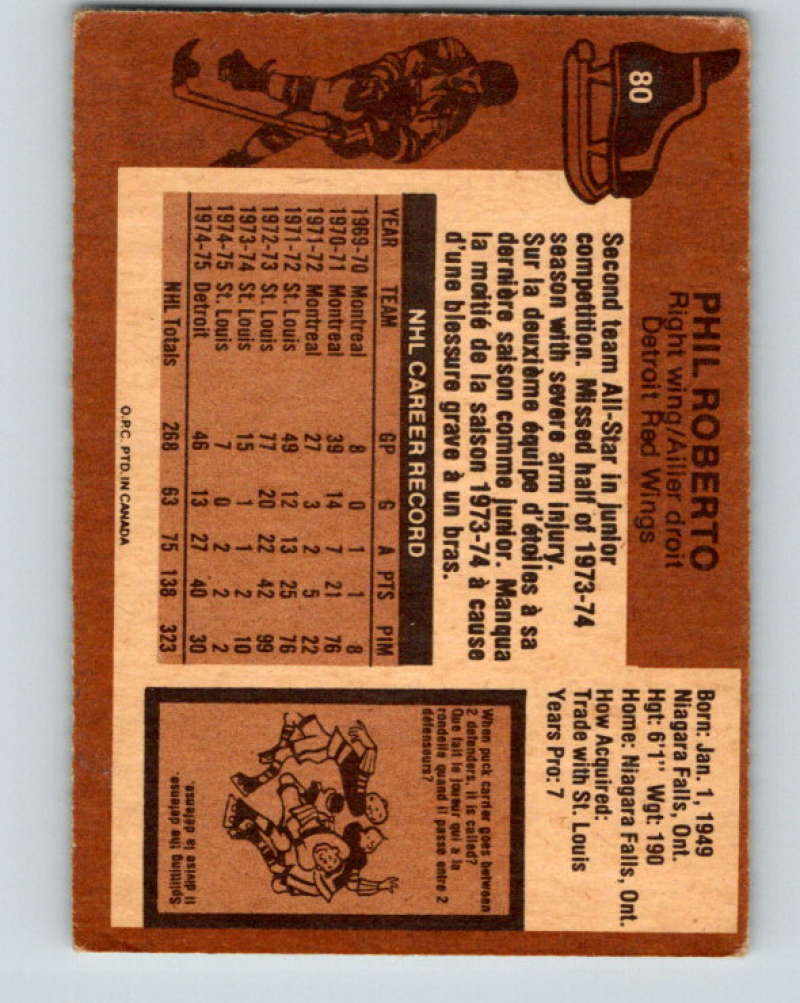 80
PHIL ROBERTO
Right wing/Ailier droit
Detroit Red Wings
Second team All-Star in junior
competition. Missed half of 1973-74
season with severe arm injury.
Sur la deuxième équipe d'étoiles à sa
dernière saison comme junior. Manqua
la moitié de la saison 1973-74 à cause
d'une blessure grave à un bras.
Born: Jan. 1, 1949
Niagara Falls, Ont.
Hgt: 6'1" Wgt: 190
Home: Niagara Falls, Ont.
How Acquired:
Trade with St. Louis
Years Pro: 7
NHL CAREER RECORD
YEAR TEAM GP G A PTS PIM
1969-70 Montreal 8 0 1 1 8
1970-71 Montreal 39 14 7 21 76
1971-72 Montreal 27 3 2 5 22
1971-72 St. Louis 49 12 13 25 76
1972-73 St. Louis 77 20 22 42 99
1973-74 St. Louis 15 1 1 2 10
1974-75 St. Louis 7 0 2 2 2
1974-75 Detroit 46 13 27 40 30
NHL Totals 268 63 75 138 323
When puck carrier goes between
2 defenders, it is called?
Que fait le joueur qui a la
rondelle quand i passe entre 2
défenseurs?
Il divise la défense.
Splitting the defense
O.P.C. PTD. IN CANADA